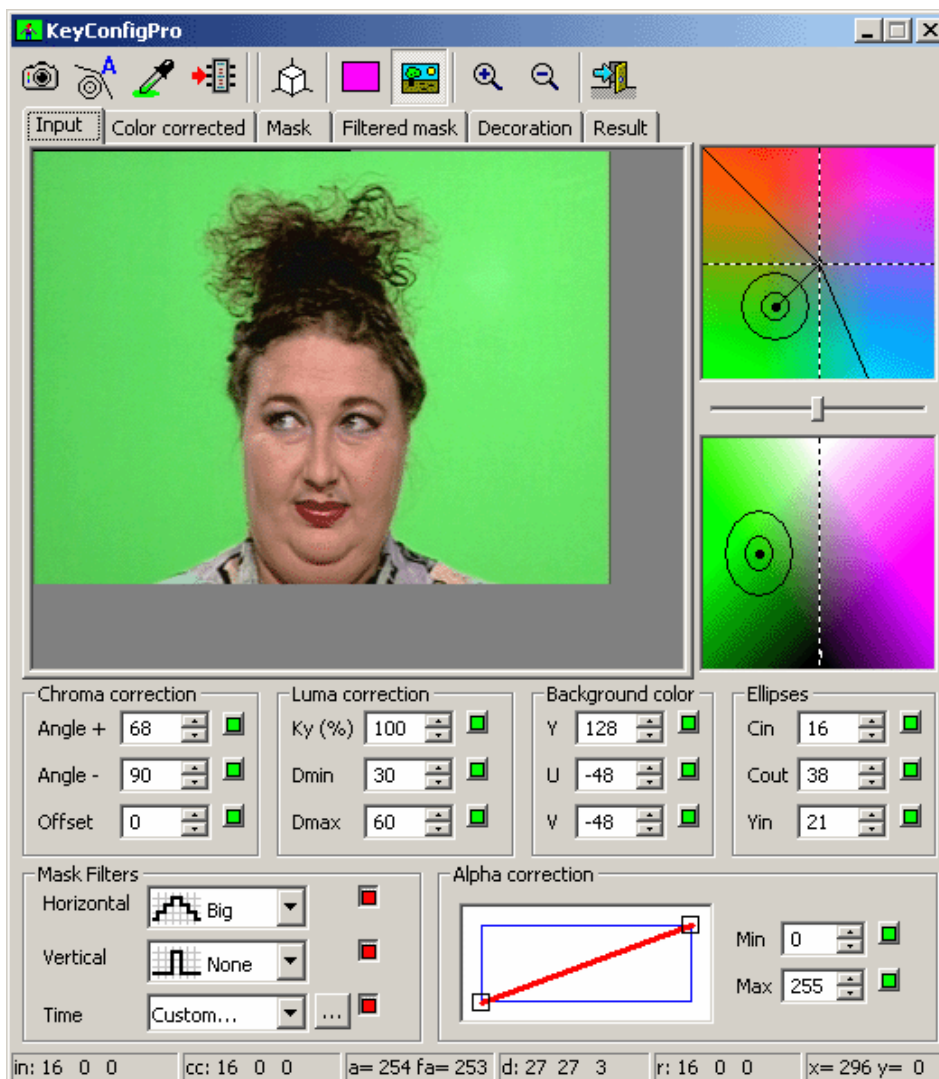 KeyConfigPro
A
Input Color corrected Mask Filtered mask Decoration Result
Chroma correction
Angle + 68
Angle - 90
Offset 0
Luma correction
Ky (%) 100
Dmin 30
Dmax 60
Background color
Y 128
U -48
V -48
Ellipses
Cin 16
Cout 38
Yin 21
Mask Filters
Horizontal Big
Vertical None
Time Custom... ...
Alpha correction
Min 0
Max 255
in: 16 0 0 cc: 16 0 0 a= 254 fa= 253 d: 27 27 3 r: 16 0 0 x= 296 y= 0